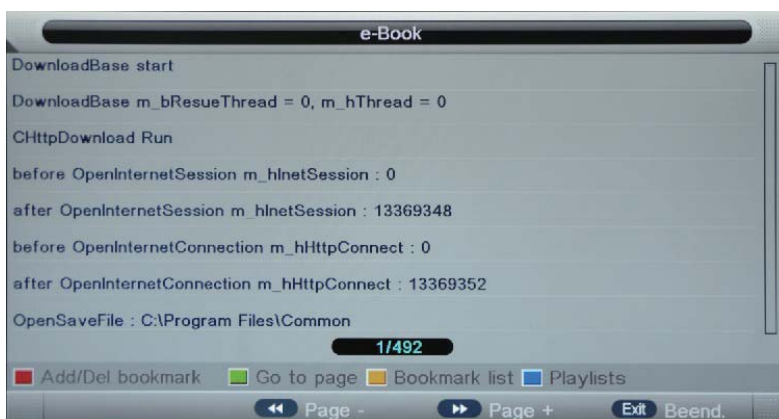 e-Book
DownloadBase start
DownloadBase m_bResueThread = 0, m_hThread = 0
CHttpDownload Run
before OpenInternetSession m_hInetSession : 0
after OpenInternetSession m_hInetSession : 13369348
before OpenInternetConnection m_hHttpConnect : 0
after OpenInternetConnection m_hHttpConnect : 13369352
OpenSaveFile : C:\Program Files\Common
1/492
Add/Del bookmark Go to page Bookmark list Playlists
Page - Page + Exit Beend.